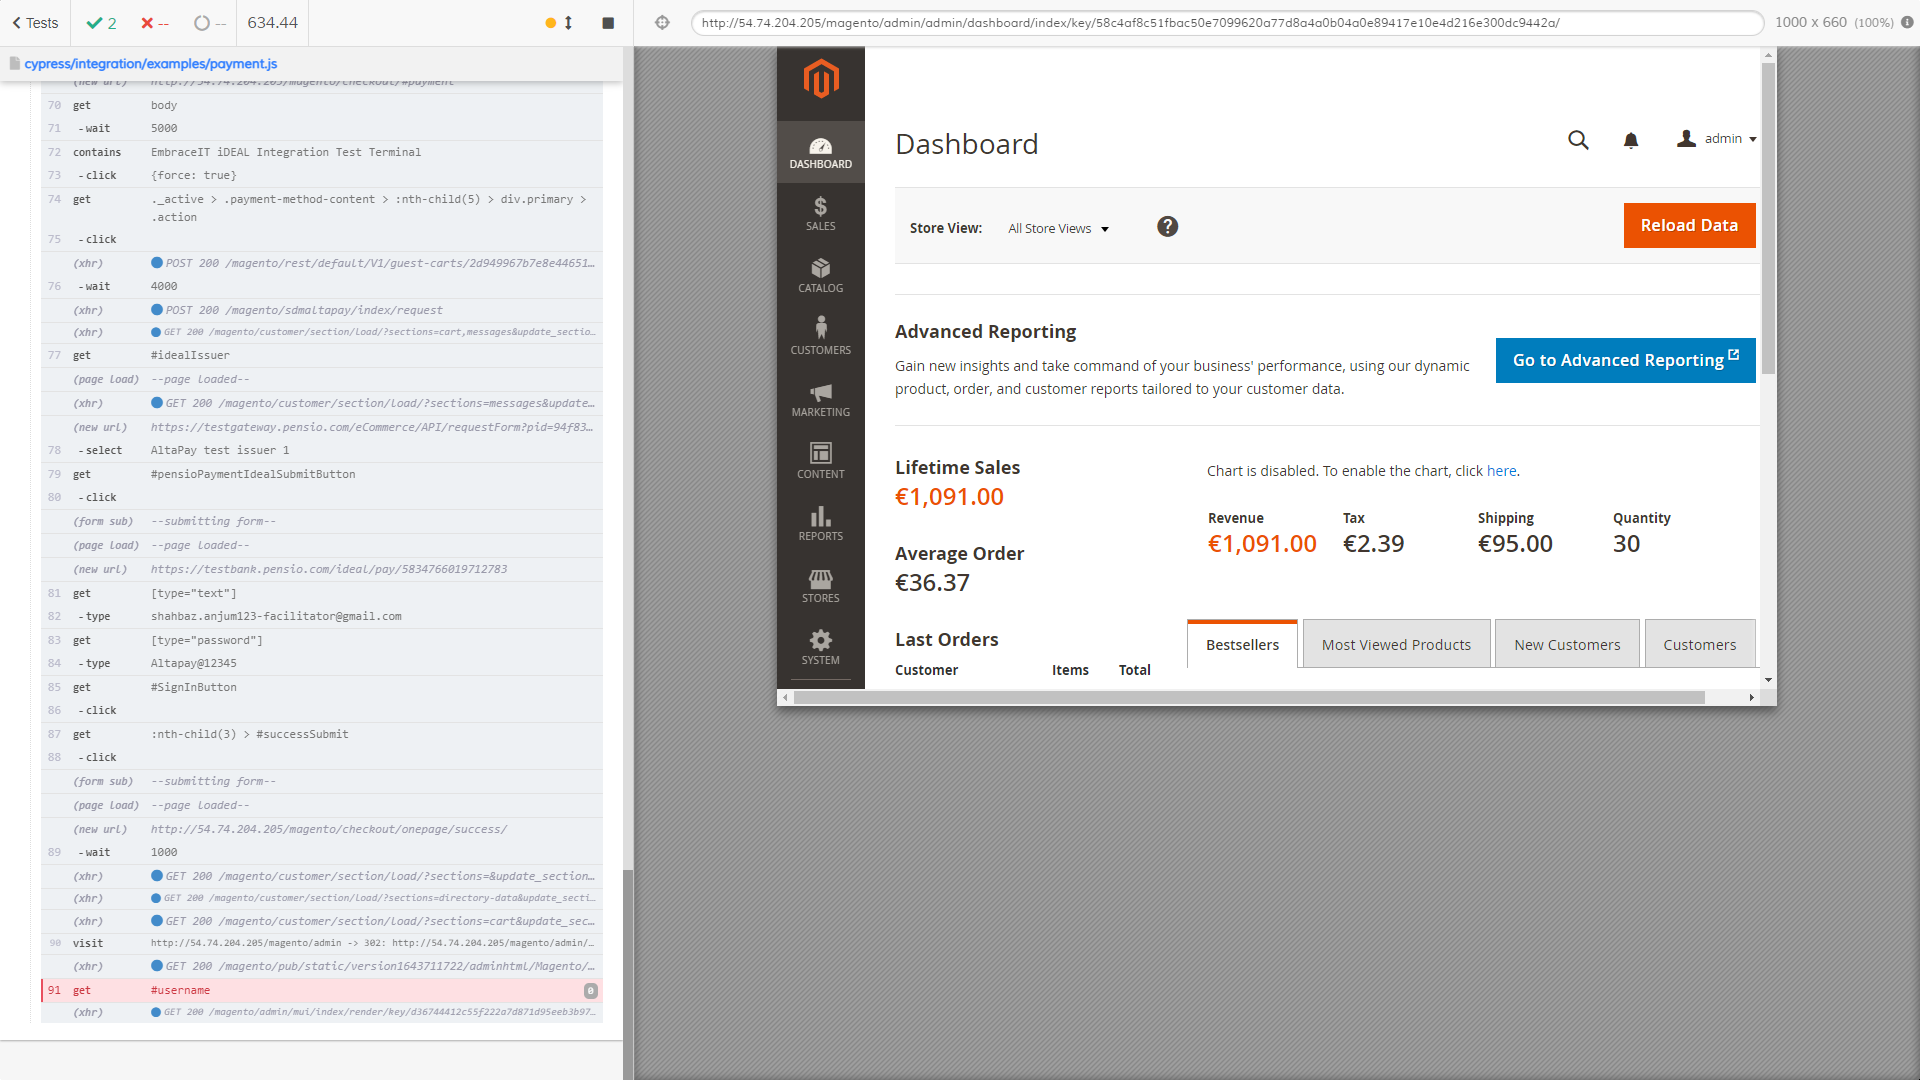 Tests
2
--
--
634.44
http://54.74.204.205/magento/admin/admin/dashboard/index/key/58c4af8c51fbac50e7099620a77d8a4a0b04a0e89417e10e4d216e300dc9442a/
1000 x 660 (100%)
cypress/integration/examples/payment.js
(new url) http://54.74.204.205/magento/checkout/#payment
70 get body
71 -wait 5000
72 contains EmbraceIT iDEAL Integration Test Terminal
73 -click {force: true}
74 get ._active > .payment-method-content > :nth-child(5) > div.primary >
.action
75 -click
(xhr) POST 200 /magento/rest/default/V1/guest-carts/2d949967b7e8e44651…
76 -wait 4000
(xhr) POST 200 /magento/sdmaltapay/index/request
(xhr) GET 200 /magento/customer/section/load/?sections=cart,messages&update_sectio…
77 get #idealIssuer
(page load) --page loaded--
(xhr) GET 200 /magento/customer/section/load/?sections=messages&update…
(new url) https://testgateway.pensio.com/eCommerce/API/requestForm?pid=94f83…
78 -select AltaPay test issuer 1
79 get #pensioPaymentIdealSubmitButton
80 -click
(form sub) --submitting form--
(page load) --page loaded--
(new url) https://testbank.pensio.com/ideal/pay/5834766019712783
81 get [type="text"]
82 -type shahbaz.anjum123-facilitator@gmail.com
83 get [type="password"]
84 -type Altapay@12345
85 get #SignInButton
86 -click
87 get :nth-child(3) > #successSubmit
88 -click
(form sub) --submitting form--
(page load) --page loaded--
(new url) http://54.74.204.205/magento/checkout/onepage/success/
89 -wait 1000
(xhr) GET 200 /magento/customer/section/load/?sections=&update_section…
(xhr) GET 200 /magento/customer/section/load/?sections=directory-data&update_secti…
(xhr) GET 200 /magento/customer/section/load/?sections=cart&update_sec…
90 visit http://54.74.204.205/magento/admin -> 302: http://54.74.204.205/magento/admin/…
(xhr) GET 200 /magento/pub/static/version1643711722/adminhtml/Magento/…
91 get #username 0
(xhr) GET 200 /magento/admin/mui/index/render/key/d36744412c55f222a7d871d95eeb3b97…
DASHBOARD
SALES
CATALOG
CUSTOMERS
MARKETING
CONTENT
REPORTS
STORES
SYSTEM
Dashboard
admin
Store View: All Store Views ?
Reload Data
Advanced Reporting
Gain new insights and take command of your business' performance, using our dynamic
product, order, and customer reports tailored to your customer data.
Go to Advanced Reporting
Lifetime Sales
€1,091.00
Average Order
€36.37
Last Orders
Customer Items Total
Chart is disabled. To enable the chart, click here.
Revenue Tax Shipping Quantity
€1,091.00 €2.39 €95.00 30
Bestsellers Most Viewed Products New Customers Customers